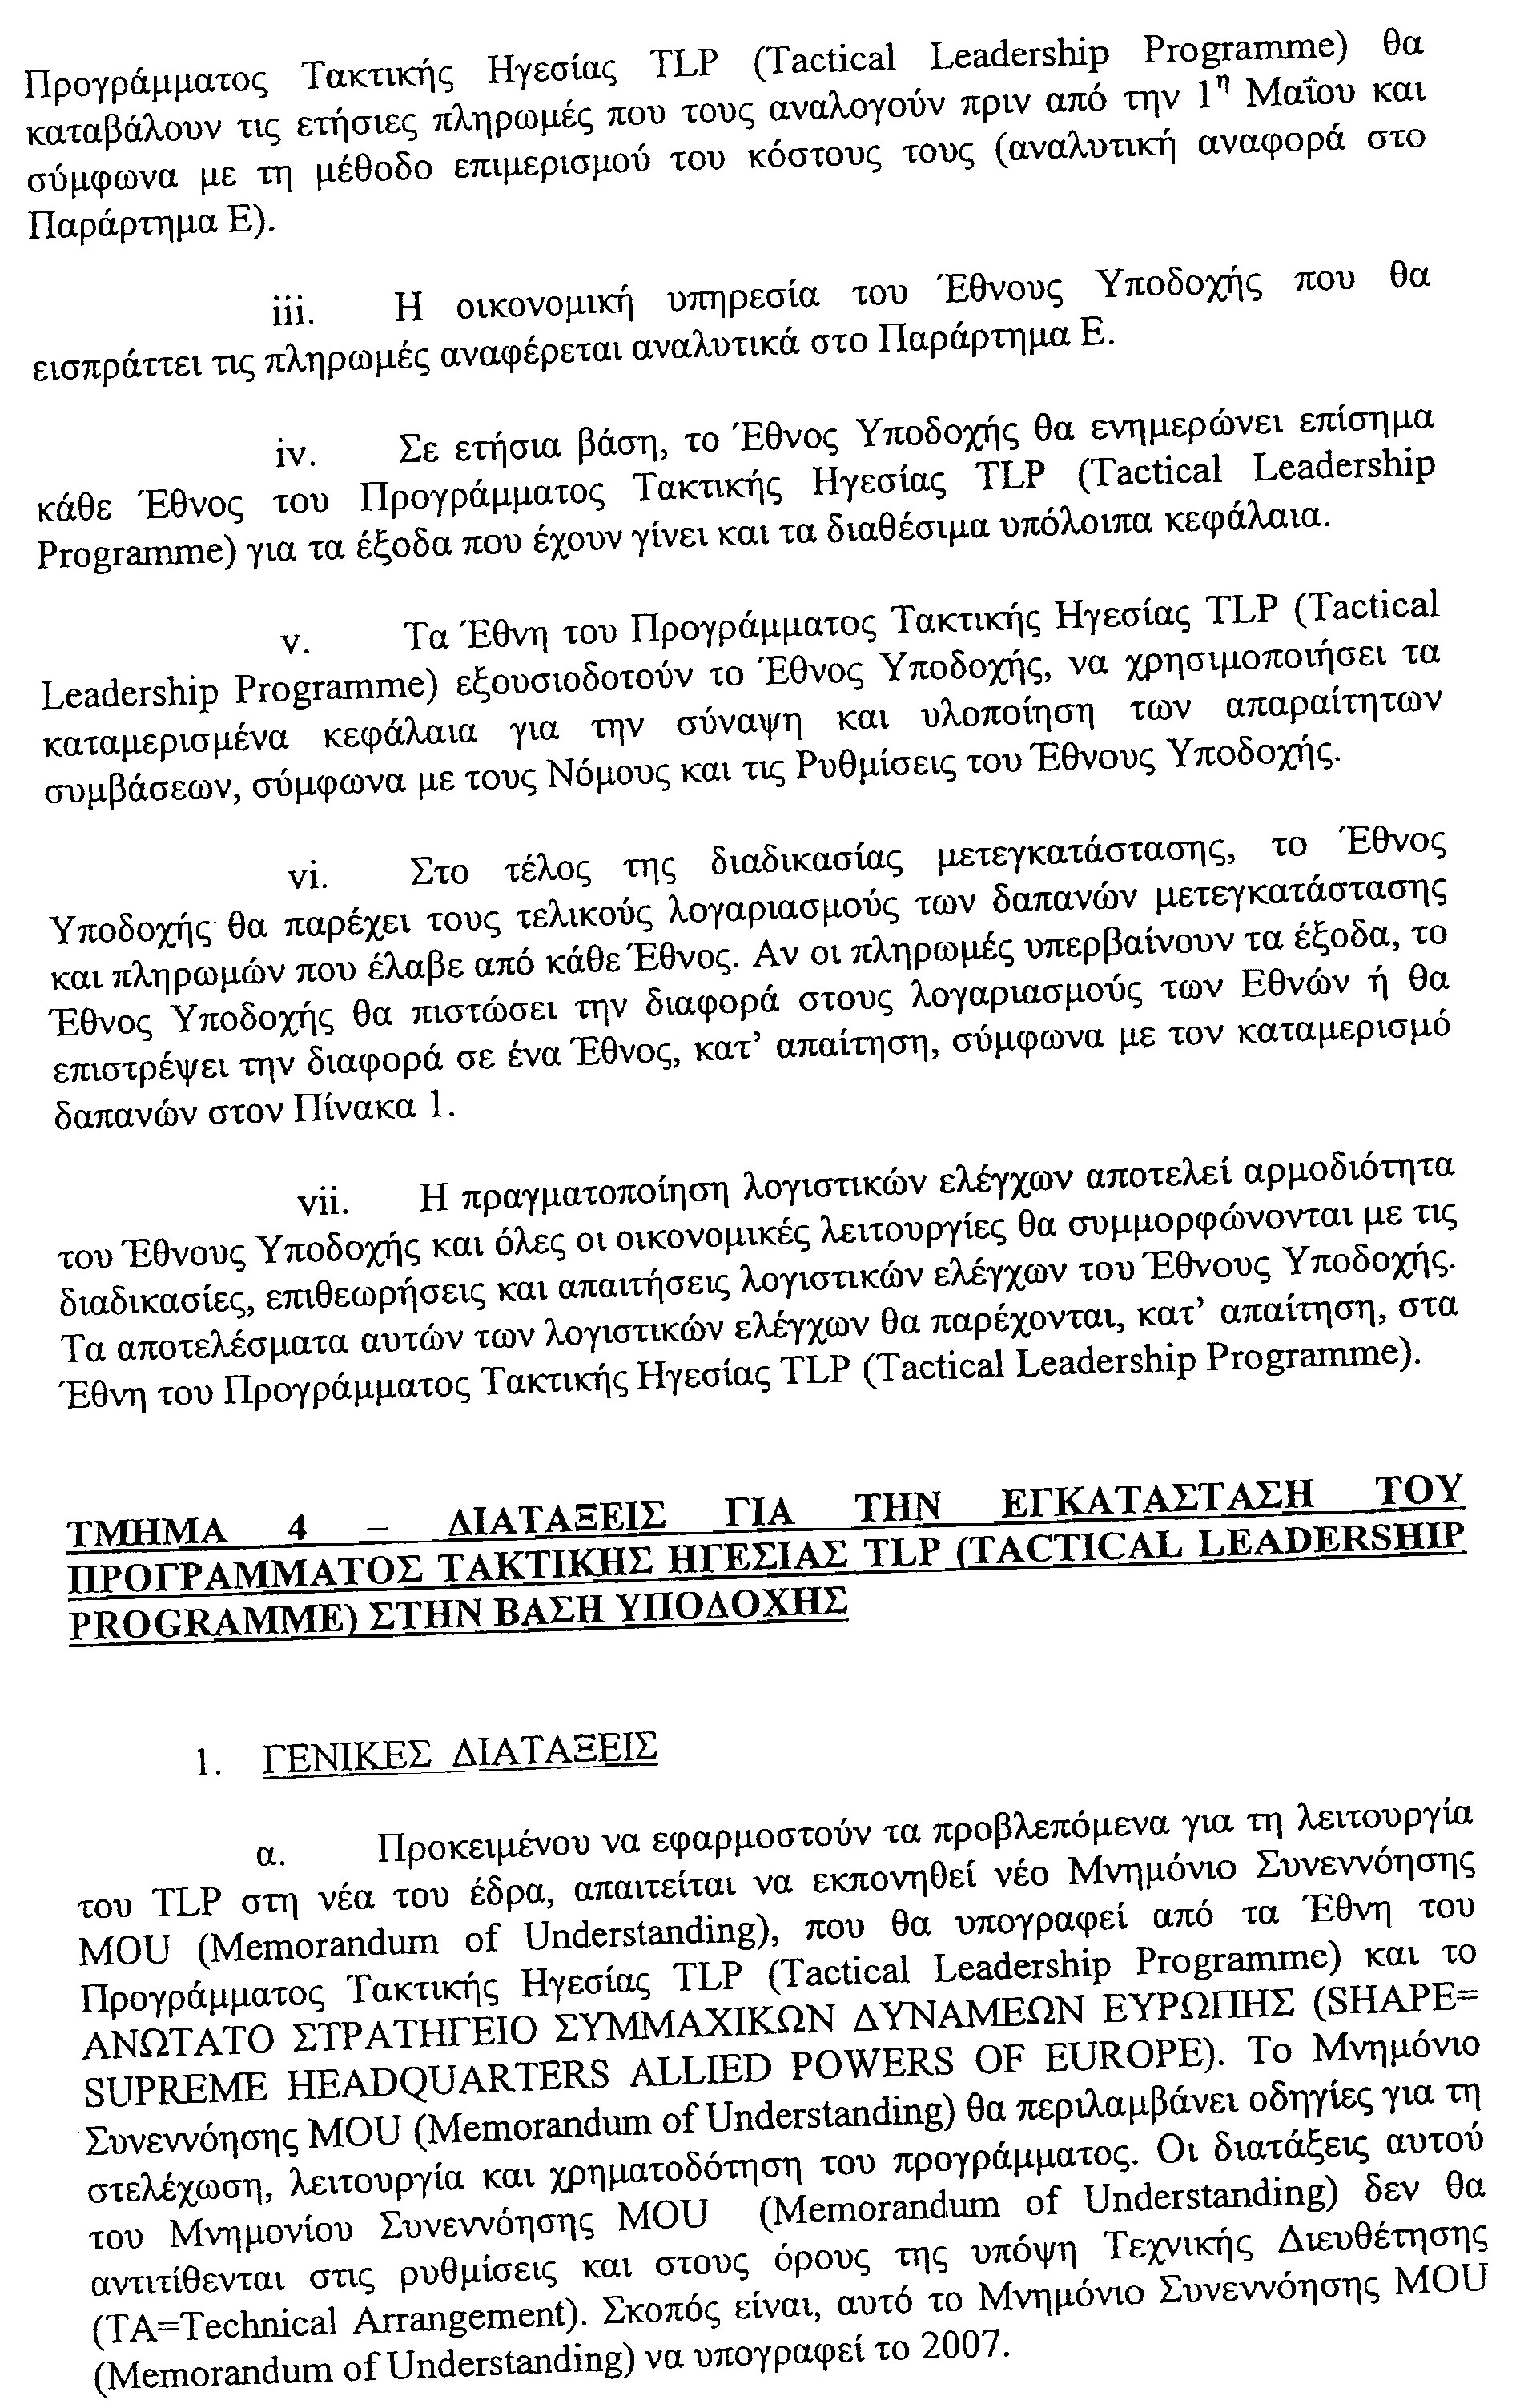 Προγράμματος Τακτικής Ηγεσίας TLP (Tactical Leadership Programme) θα
καταβάλουν τις ετήσιες πληρωμές που τους αναλογούν πριν από την 1η Μαΐου και
σύμφωνα με τη μέθοδο επιμερισμού του κόστους τους (αναλυτική αναφορά στο
Παράρτημα Ε).
iii. Η οικονομική υπηρεσία του Έθνους Υποδοχής που θα
εισπράττει τις πληρωμές αναφέρεται αναλυτικά στο Παράρτημα Ε.
iv. Σε ετήσια βάση, το Έθνος Υποδοχής θα ενημερώνει επίσημα
κάθε Έθνος του Προγράμματος Τακτικής Ηγεσίας TLP (Tactical Leadership
Programme) για τα έξοδα που έχουν γίνει και τα διαθέσιμα υπόλοιπα κεφάλαια.
v. Τα Έθνη του Προγράμματος Τακτικής Ηγεσίας TLP (Tactical
Leadership Programme) εξουσιοδοτούν το Έθνος Υποδοχής, να χρησιμοποιήσει τα
καταμερισμένα κεφάλαια για την σύναψη και υλοποίηση των απαραίτητων
συμβάσεων, σύμφωνα με τους Νόμους και τις Ρυθμίσεις του Έθνους Υποδοχής.
vi. Στο τέλος της διαδικασίας μετεγκατάστασης, το Έθνος
Υποδοχής θα παρέχει τους τελικούς λογαριασμούς των δαπανών μετεγκατάστασης
και πληρωμών που έλαβε από κάθε Έθνος. Αν οι πληρωμές υπερβαίνουν τα έξοδα, το
Έθνος Υποδοχής θα πιστώσει την διαφορά στους λογαριασμούς των Εθνών ή θα
επιστρέψει την διαφορά σε ένα Έθνος, κατ’ απαίτηση, σύμφωνα με τον καταμερισμό
δαπανών στον Πίνακα 1.
vii. Η πραγματοποίηση λογιστικών ελέγχων αποτελεί αρμοδιότητα
του Έθνους Υποδοχής και όλες οι οικονομικές λειτουργίες θα συμμορφώνονται με τις
διαδικασίες, επιθεωρήσεις και απαιτήσεις λογιστικών ελέγχων του Έθνους Υποδοχής.
Τα αποτελέσματα αυτών των λογιστικών ελέγχων θα παρέχονται, κατ’ απαίτηση, στα
Έθνη του Προγράμματος Τακτικής Ηγεσίας TLP (Tactical Leadership Programme).
ΤΜΗΜΑ 4 – ΔΙΑΤΑΞΕΙΣ ΓΙΑ ΤΗΝ ΕΓΚΑΤΑΣΤΑΣΗ ΤΟΥ
ΠΡΟΓΡΑΜΜΑΤΟΣ ΤΑΚΤΙΚΗΣ ΗΓΕΣΙΑΣ TLP (TACTICAL LEADERSHIP
PROGRAMME) ΣΤΗΝ ΒΑΣΗ ΥΠΟΔΟΧΗΣ
1. ΓΕΝΙΚΕΣ ΔΙΑΤΑΞΕΙΣ
α. Προκειμένου να εφαρμοστούν τα προβλεπόμενα για τη λειτουργία
του TLP στη νέα του έδρα, απαιτείται να εκπονηθεί νέο Μνημόνιο Συνεννόησης
MOU (Memorandum of Understanding), που θα υπογραφεί από τα Έθνη του
Προγράμματος Τακτικής Ηγεσίας TLP (Tactical Leadership Programme) και το
ΑΝΩΤΑΤΟ ΣΤΡΑΤΗΓΕΙΟ ΣΥΜΜΑΧΙΚΩΝ ΔΥΝΑΜΕΩΝ ΕΥΡΩΠΗΣ (SHAPE=
SUPREME HEADQUARTERS ALLIED POWERS OF EUROPE). Το Μνημόνιο
Συνεννόησης MOU (Memorandum of Understanding) θα περιλαμβάνει οδηγίες για τη
στελέχωση, λειτουργία και χρηματοδότηση του προγράμματος. Οι διατάξεις αυτού
του Μνημονίου Συνεννόησης MOU (Memorandum of Understanding) δεν θα
αντιτίθενται στις ρυθμίσεις και στους όρους της υπόψη Τεχνικής Διευθέτησης
(TA=Technical Arrangement). Σκοπός είναι, αυτό το Μνημόνιο Συνεννόησης MOU
(Memorandum of Understanding) να υπογραφεί το 2007.